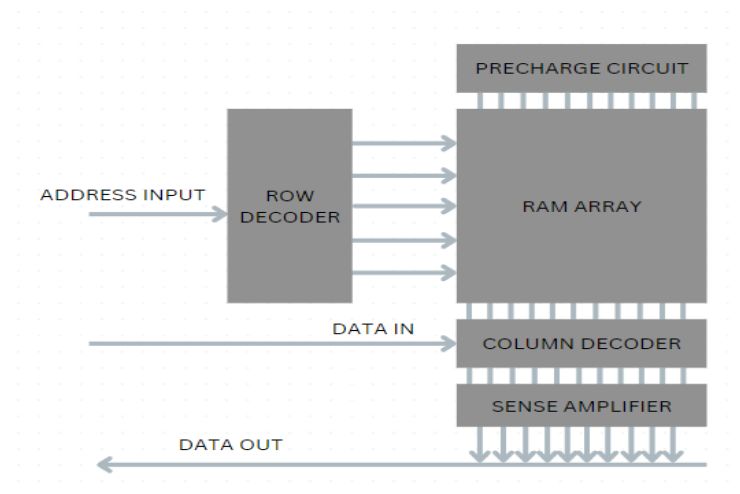 PRECHARGE CIRCUIT
ADDRESS INPUT
ROW
DECODER
RAM ARRAY
DATA IN
COLUMN DECODER
SENSE AMPLIFIER
DATA OUT